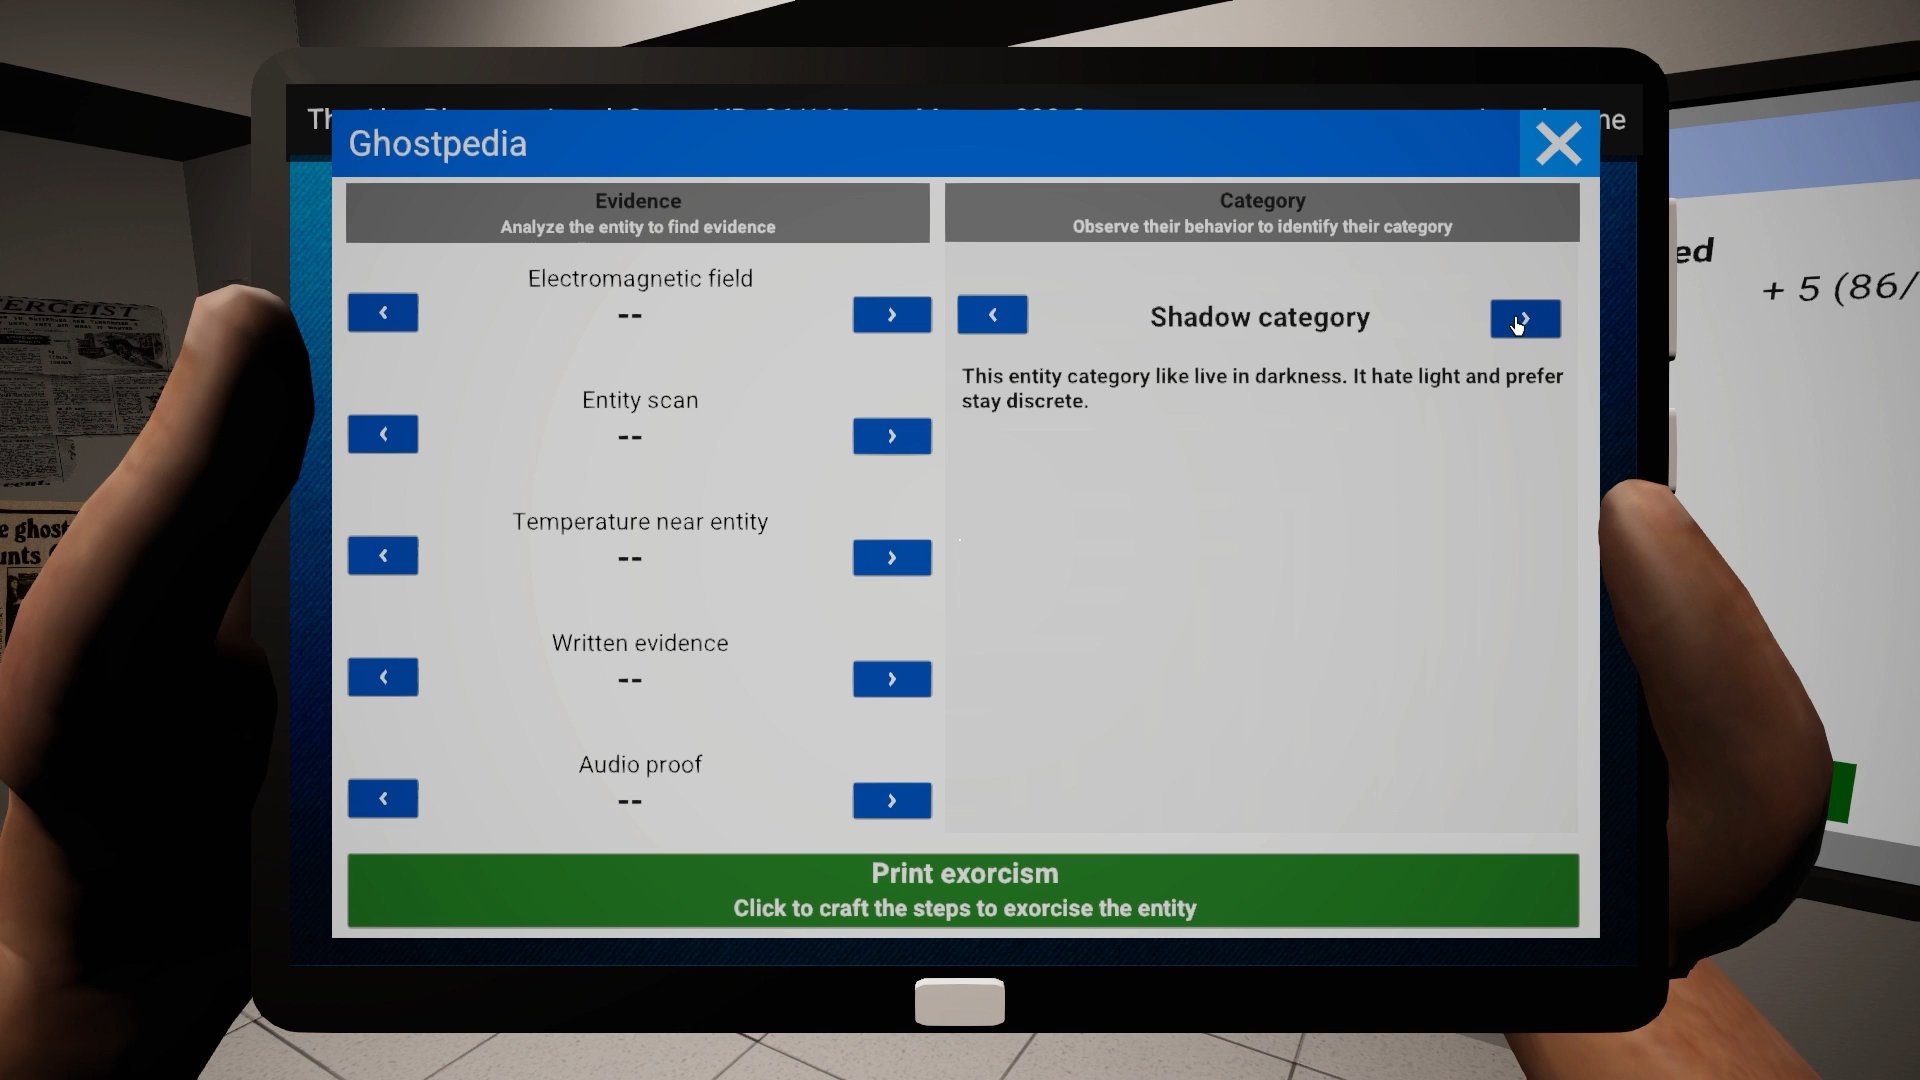 Ghostpedia
Evidence
Analyze the entity to find evidence
Electromagnetic field
--
Entity scan
--
Temperature near entity
--
Written evidence
--
Audio proof
--
Category
Observe their behavior to identify their category
Shadow category
This entity category like live in darkness. It hate light and prefer
stay discrete.
Print exorcism
Click to craft the steps to exorcise the entity
ed
+ 5 (86/
ERGEIST
e ghost
unts